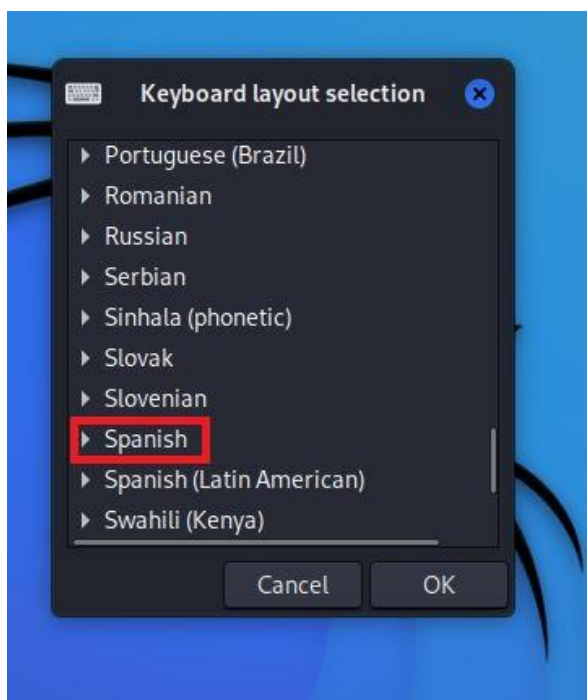 Keyboard layout selection
Portuguese (Brazil)
Romanian
Russian
Serbian
Sinhala (phonetic)
Slovak
Slovenian
Spanish
Spanish (Latin American)
Swahili (Kenya)
Cancel OK